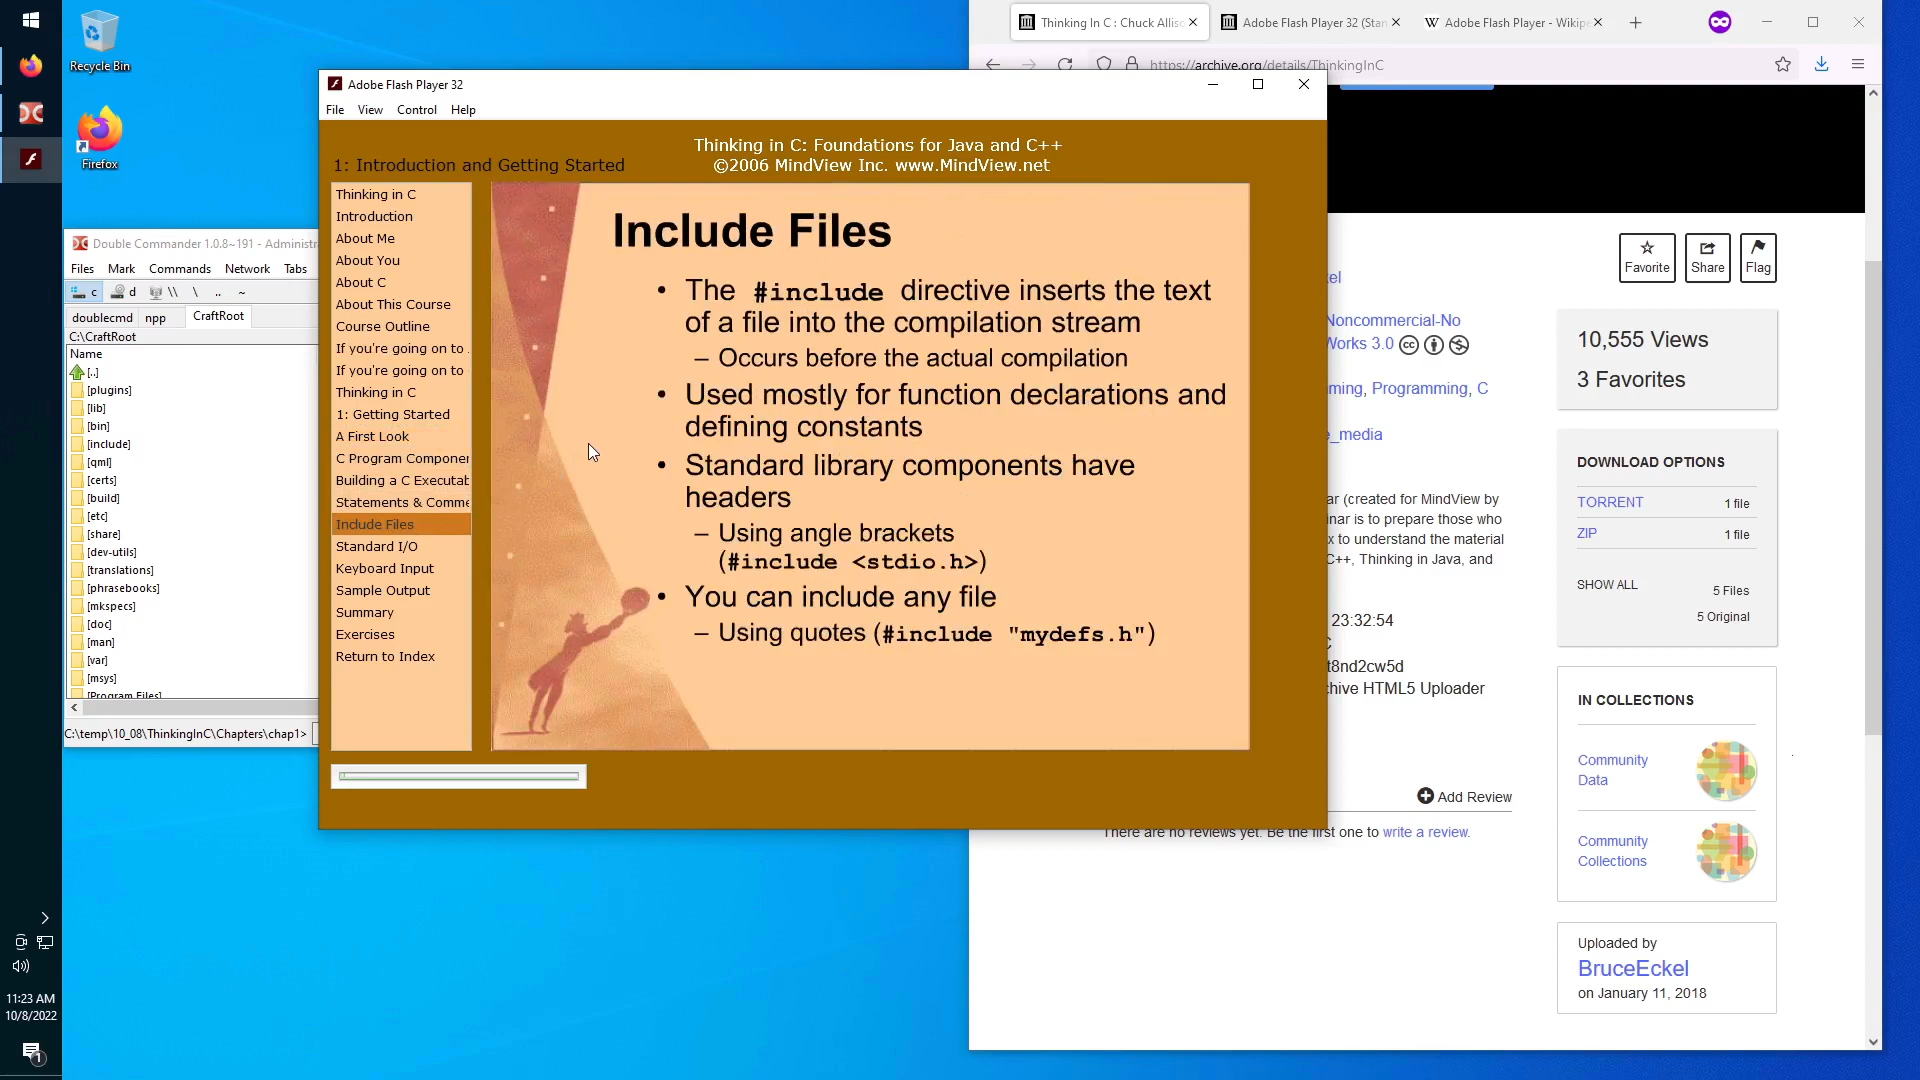 Recycle Bin
Firefox
11:23 AM
10/8/2022
1
Double Commander 1.0.8~191 - Administr
Files Mark Commands Network Tabs
c d \\ \ .. ~
doublecmd npp CraftRoot
C:\CraftRoot
Name
[..]
[plugins]
[lib]
[bin]
[include]
[qml]
[certs]
[build]
[etc]
[share]
[dev-utils]
[translations]
[phrasebooks]
[mkspecs]
[doc]
[man]
[var]
[msys]
[Program Files]
C:\temp\10_08\ThinkingInC\Chapters\chap1>
Adobe Flash Player 32
File View Control Help
Thinking in C: Foundations for Java and C++
©2006 MindView Inc. www.MindView.net
1: Introduction and Getting Started
Thinking in C
Introduction
About Me
About You
About C
About This Course
Course Outline
If you're going on to .
If you're going on to
Thinking in C
1: Getting Started
A First Look
C Program Componen
Building a C Executab
Statements & Comme
Include Files
Standard I/O
Keyboard Input
Sample Output
Summary
Exercises
Return to Index
Include Files
• The #include directive inserts the text
of a file into the compilation stream
– Occurs before the actual compilation
• Used mostly for function declarations and
defining constants
• Standard library components have
headers
– Using angle brackets
(#include <stdio.h>)
• You can include any file
– Using quotes (#include "mydefs.h")
Thinking In C : Chuck Alliso
Adobe Flash Player 32 (Stan
Adobe Flash Player - Wikipe
https://archive.org/details/ThinkingInC
Favorite
Share
Flag
kel
Noncommercial-No
Works 3.0
ming, Programming, C
e_media
ar (created for MindView by
inar is to prepare those who
x to understand the material
C++, Thinking in Java, and
23:32:54
t8nd2cw5d
chive HTML5 Uploader
Add Review
There are no reviews yet. Be the first one to write a review.
10,555 Views
3 Favorites
DOWNLOAD OPTIONS
TORRENT 1 file
ZIP 1 file
SHOW ALL 5 Files
5 Original
IN COLLECTIONS
Community
Data
Community
Collections
Uploaded by
BruceEckel
on January 11, 2018